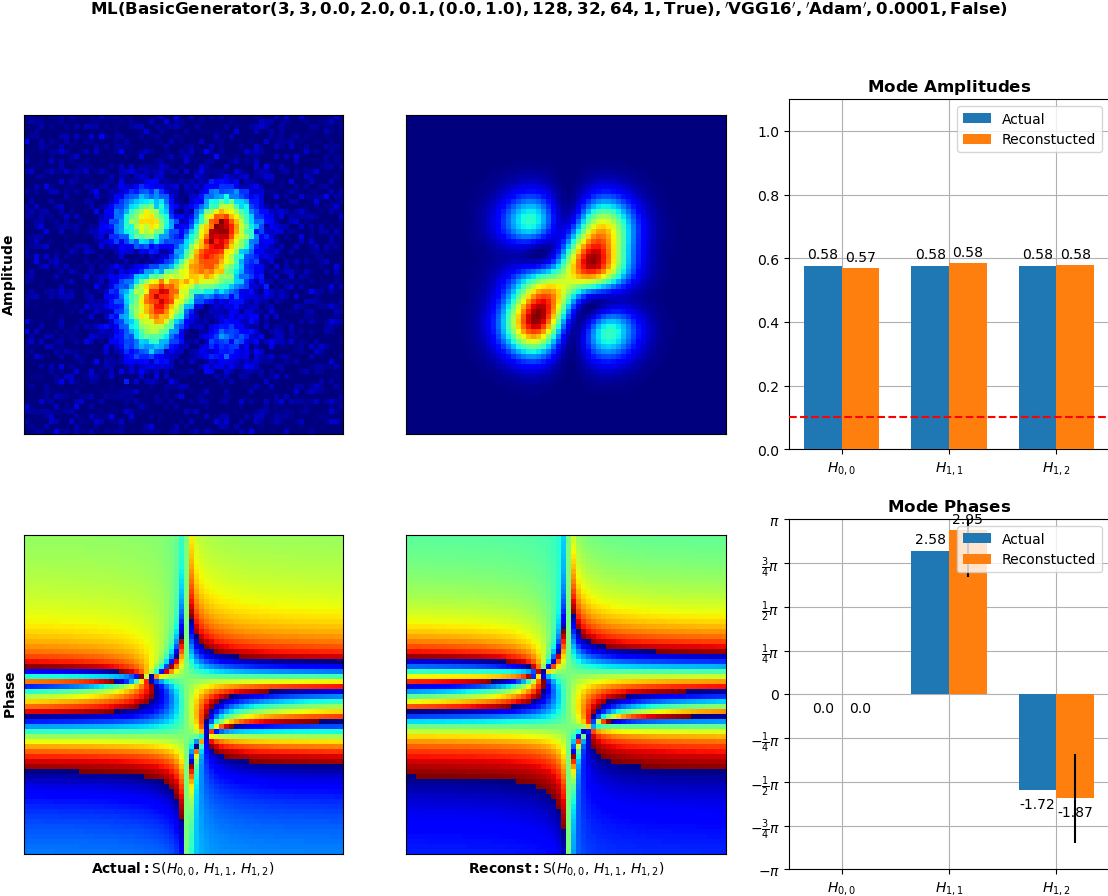 ML(BasicGenerator(3, 3, 0.0, 2.0, 0.1, (0.0, 1.0), 128, 32, 64, 1, True), 'VGG16', 'Adam', 0.0001, False)
Amplitude
Mode Amplitudes
Actual
Reconstucted
1.0
0.8
0.6
0.4
0.2
0.0
0.58 0.57
0.58 0.58
0.58 0.58
H0,0
H1,1
H1,2
Phase
Actual: S(H0,0, H1,1, H1,2)
Reconst: S(H0,0, H1,1, H1,2)
Mode Phases
Actual
Reconstucted
π
3/4π
1/2π
1/4π
0
−1/4π
−1/2π
−3/4π
−π
0.0 0.0
2.58 2.95
-1.72 -1.87
H0,0
H1,1
H1,2